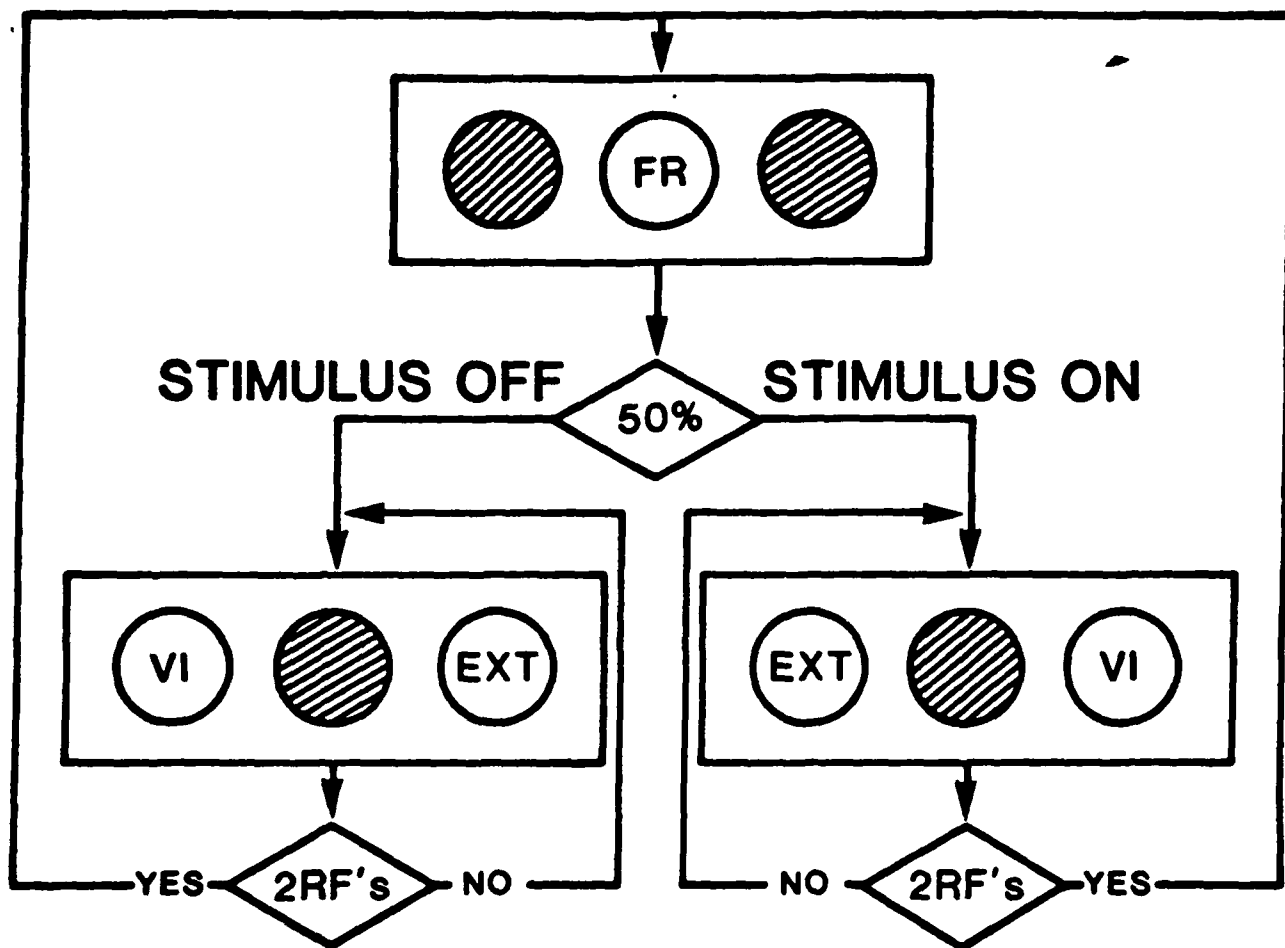 FR
STIMULUS OFF STIMULUS ON
50%
VI EXT EXT VI
YES 2RF's NO NO 2RF's YES